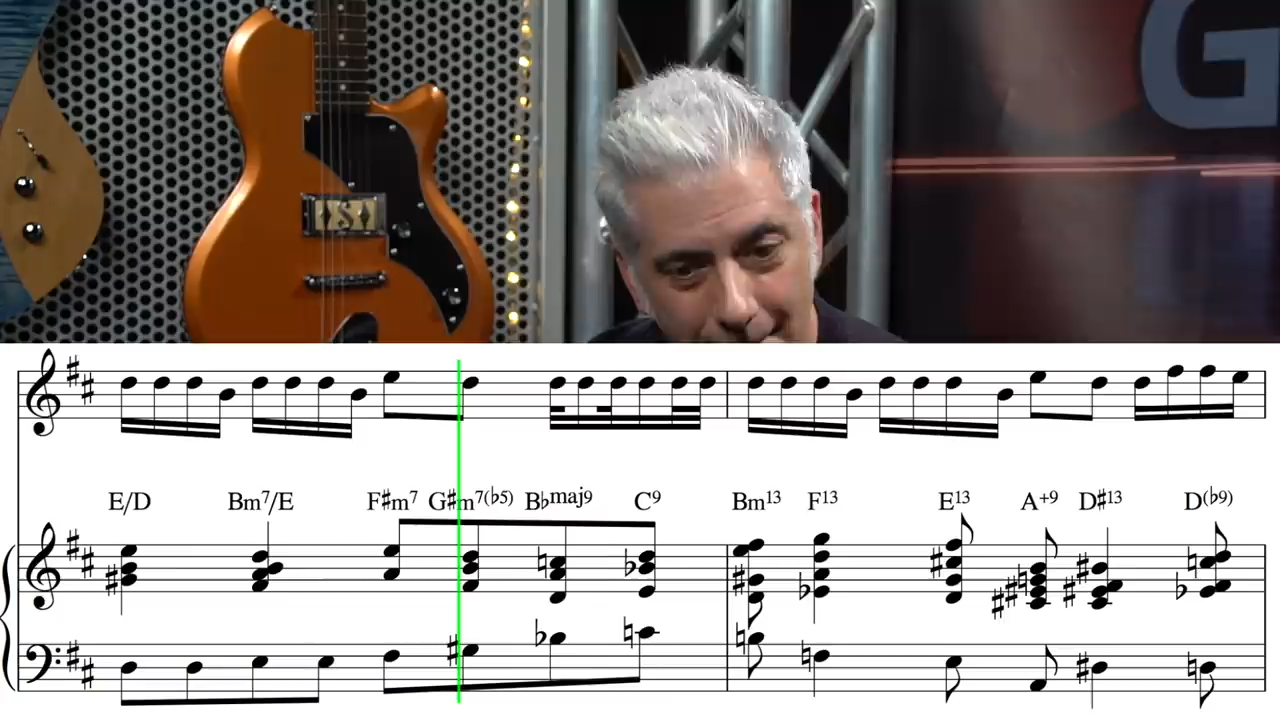 G
E/D Bm7/E F♯m7 G♯m7(♭5) B♭maj9 C9 Bm13 F13 E13 A+9 D♯13 D(♭9)